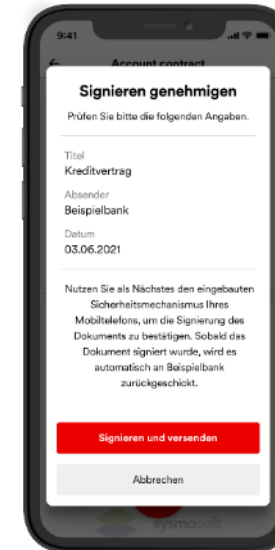 9:41
Account contract
Signieren genehmigen
Prüfen Sie bitte die folgenden Angaben.
Titel
Kreditvertrag
Absender
Beispielbank
Datum
03.06.2021
Nutzen Sie als Nächstes den eingebauten
Sicherheitsmechanismus Ihres
Mobiltelefons, um die Signierung des
Dokuments zu bestätigen. Sobald das
Dokument signiert wurde, wird es
automatisch an Beispielbank
zurückgeschickt.
Signieren und versenden
Abbrechen
sysmosoft